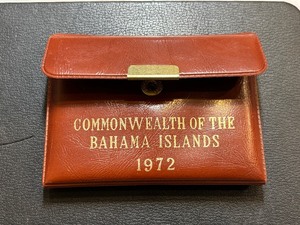 COMMONWEALTH OF THE
BAHAMA ISLANDS
1972